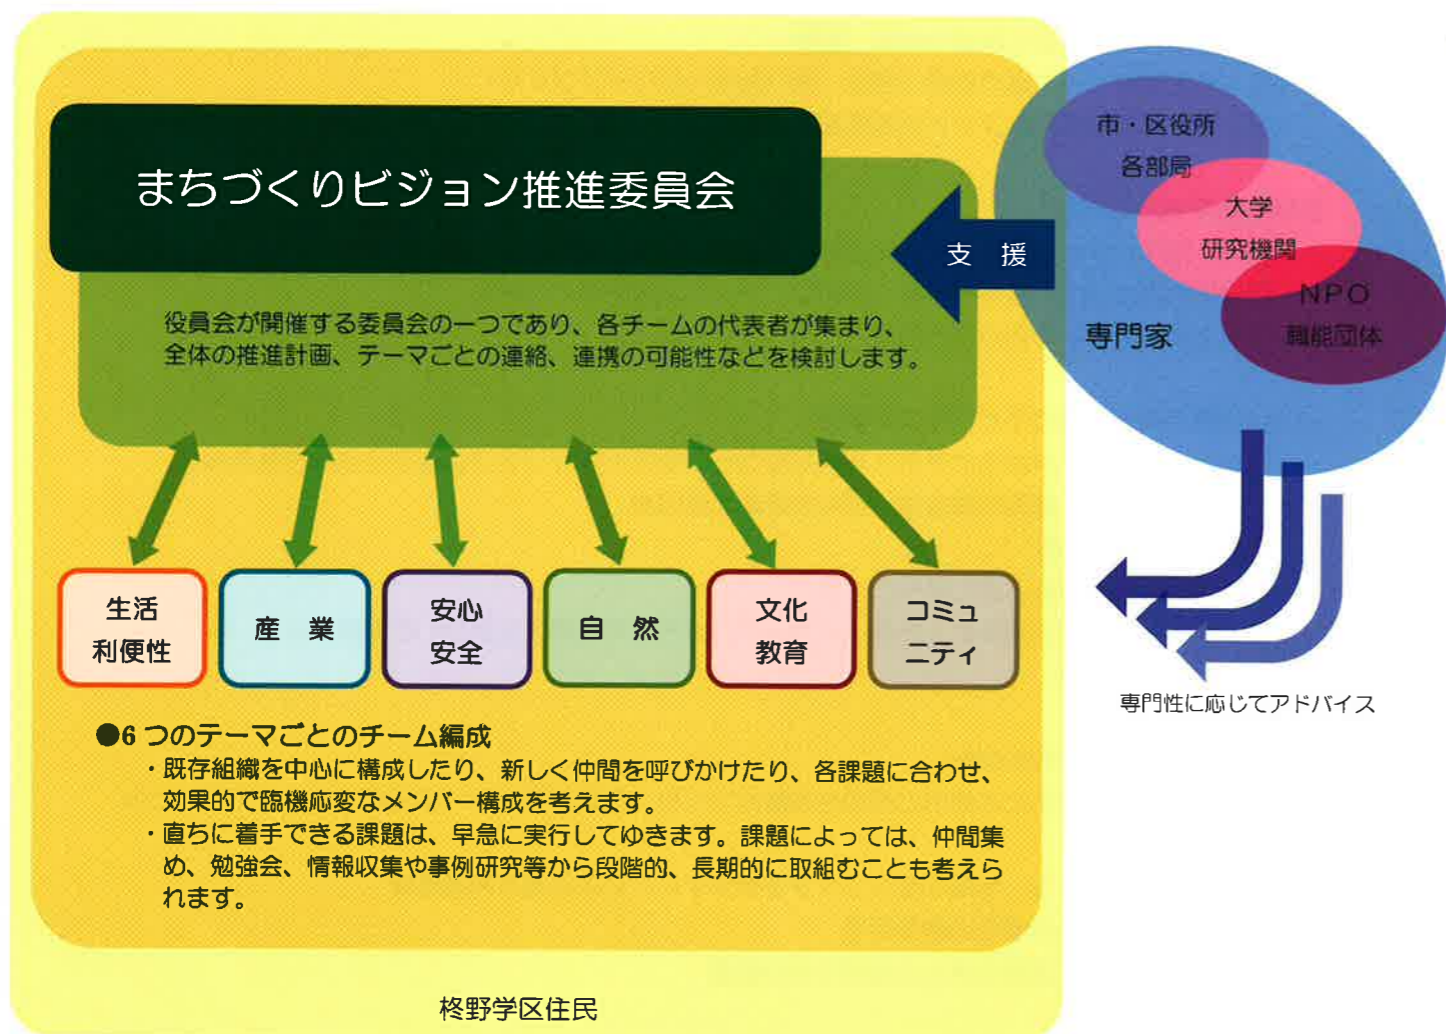 まちづくりビジョン推進委員会
役員会が開催する委員会の一つであり、各チームの代表者が集まり、
全体の推進計画、テーマごとの連絡、連携の可能性などを検討します。
支 援
市・区役所
各部局
大学
研究機関
NPO
職能団体
専門家
生活
利便性
産 業
安心
安全
自 然
文化
教育
コミュ
ニティ
専門性に応じてアドバイス
●6 つのテーマごとのチーム編成
・既存組織を中心に構成したり、新しく仲間を呼びかけたり、各課題に合わせ、
効果的で臨機応変なメンバー構成を考えます。
・直ちに着手できる課題は、早急に実行してゆきます。課題によっては、仲間集
め、勉強会、情報収集や事例研究等から段階的、長期的に取組むことも考えら
れます。
柊野学区住民